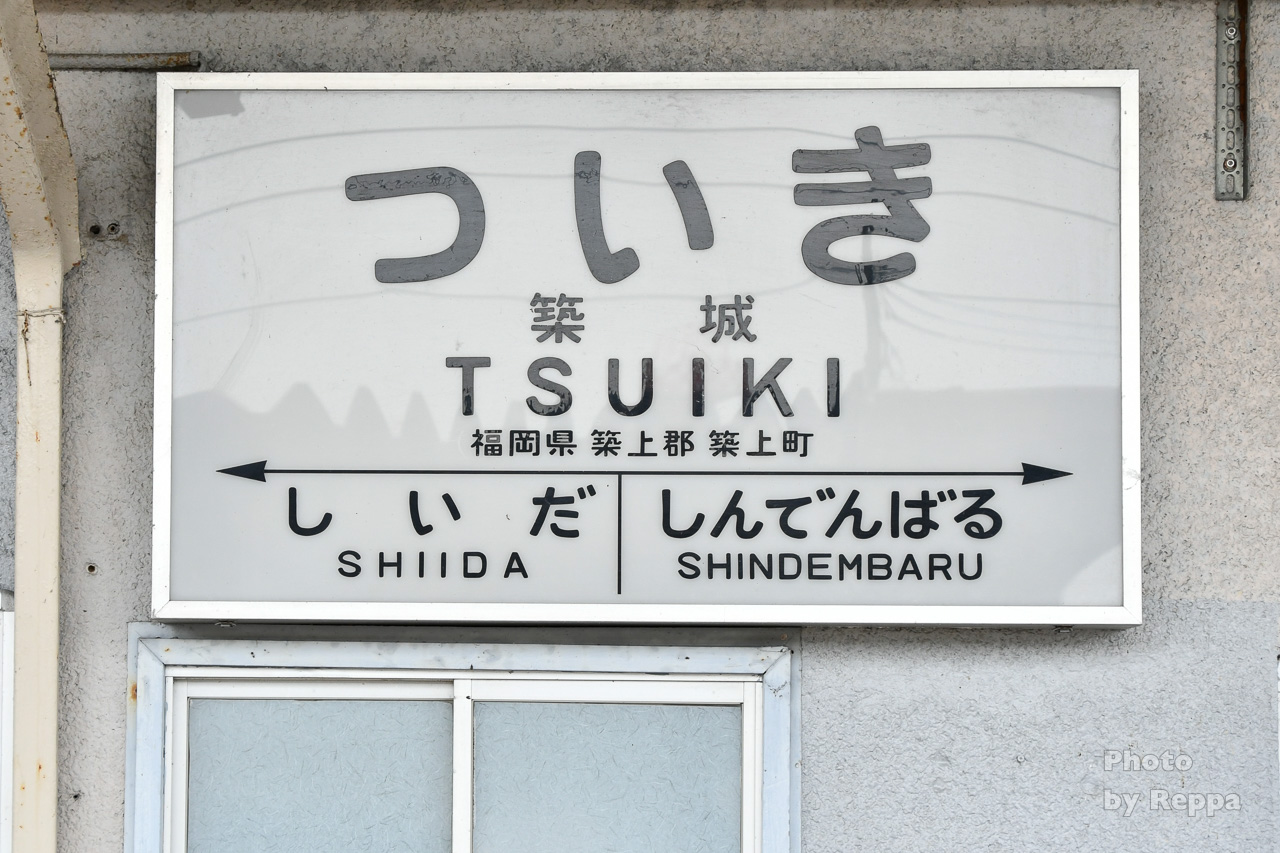 ついき
築城
TSUIKI
福岡県 築上郡 築上町
しいだ しんでんばる
SHIIDA SHINDEMBARU
Photo
by Reppa